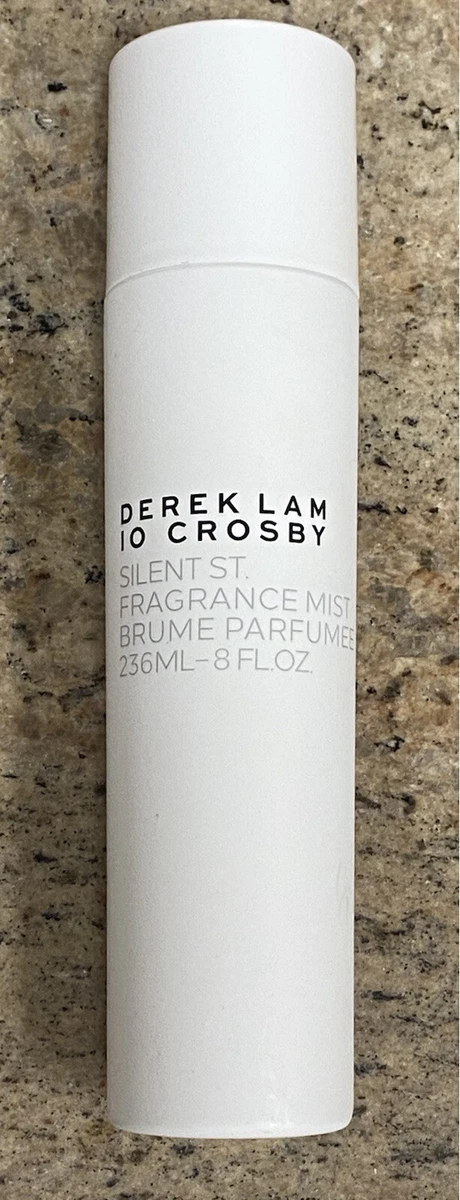 DEREK LAM
10 CROSBY
SILENT ST.
FRAGRANCE MIST
BRUME PARFUMEE
236ML-8 FL.OZ.